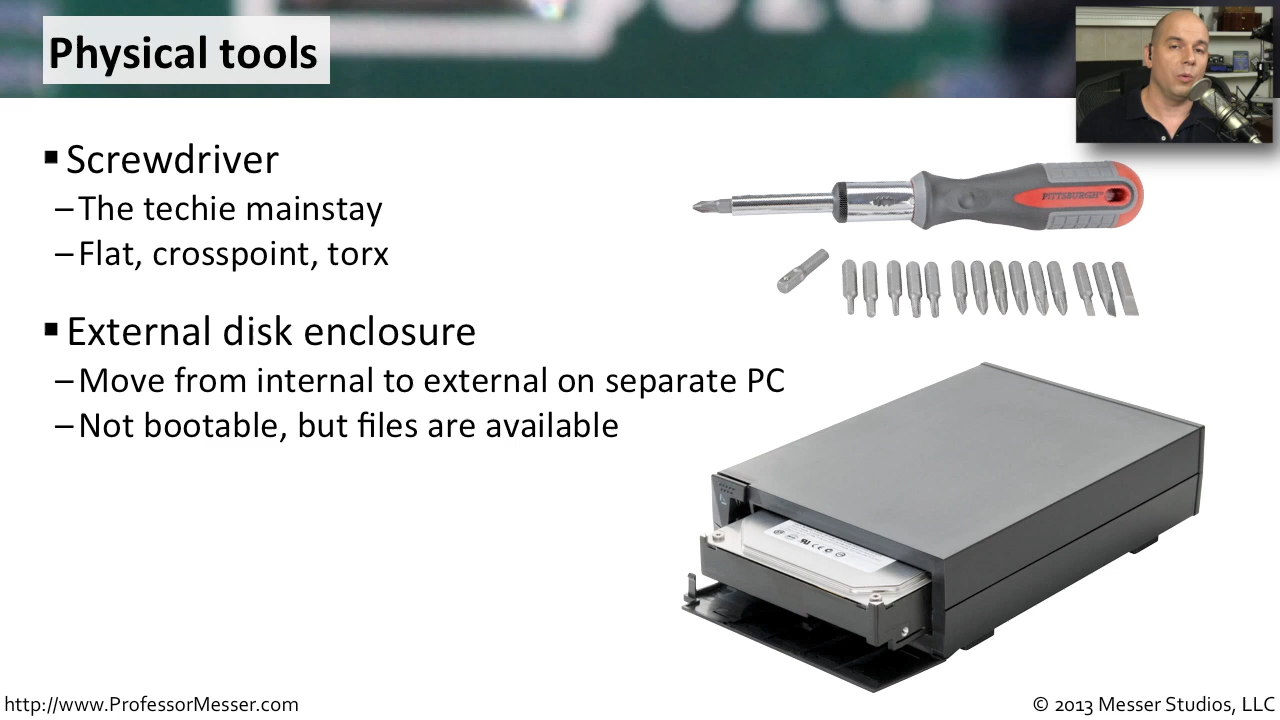 Physical tools
▪ Screwdriver
– The techie mainstay
– Flat, crosspoint, torx
PITTSBURGH
▪ External disk enclosure
– Move from internal to external on separate PC
– Not bootable, but files are available
http://www.ProfessorMesser.com
© 2013 Messer Studios, LLC